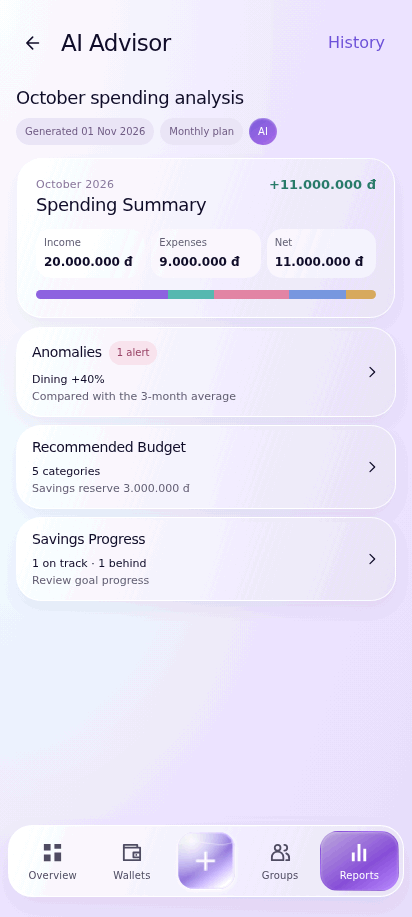 AI Advisor
History
October spending analysis
Generated 01 Nov 2026
Monthly plan
AI
October 2026
+11.000.000 đ
Spending Summary
Income
Expenses
Net
20.000.000 đ
9.000.000 đ
11.000.000 đ
Anomalies
1 alert
Dining +40%
Compared with the 3-month average
Recommended Budget
5 categories
Savings reserve 3.000.000 đ
Savings Progress
1 on track · 1 behind
Review goal progress
Overview
Wallets
Groups
Reports